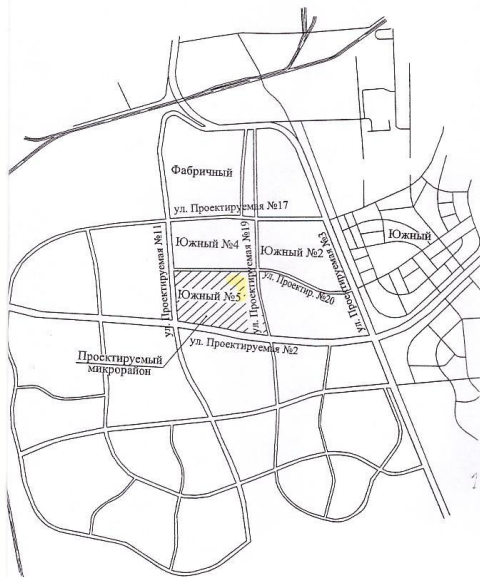 Фабричный
ул. Проектируемая №17
ул. Проектируемая №11
Южный №4
ул. Проектируемая №19
Южный №2
ул. Проектируемая №3
Южный
ул. Проектир. №20
Южный №5
ул. Проектируемая №2
Проектируемый
микрорайон